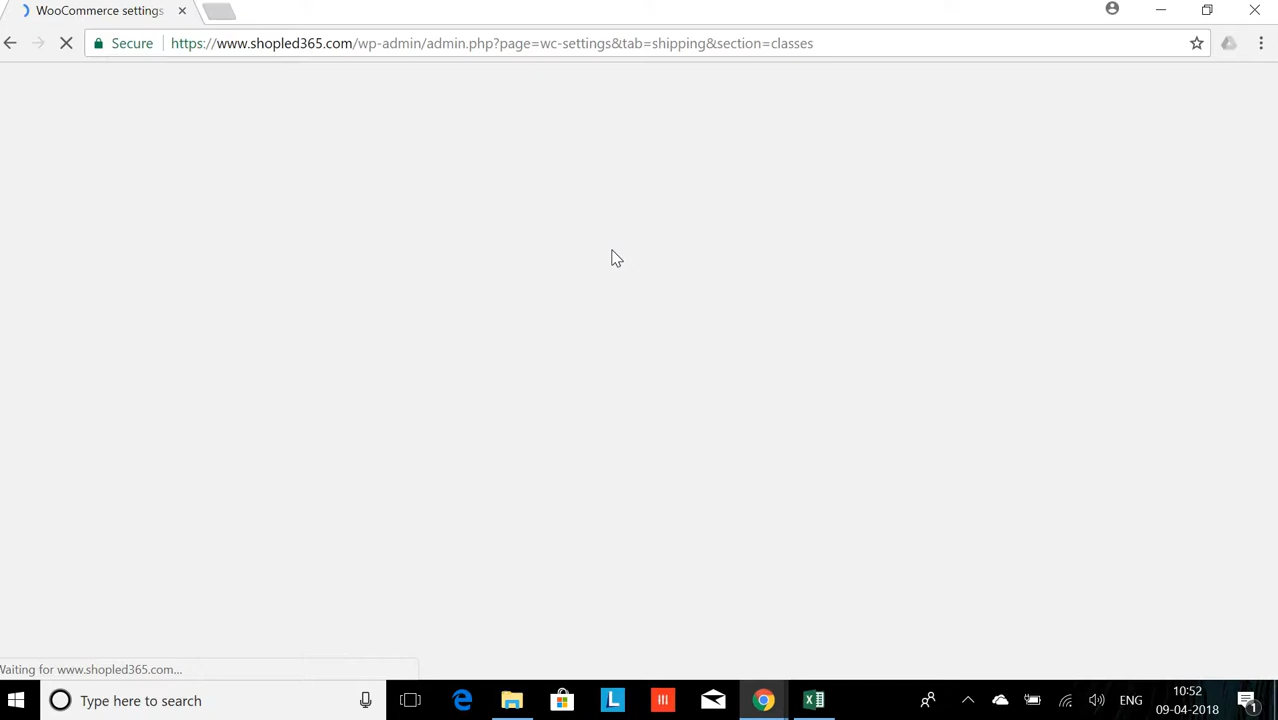 WooCommerce settings
Secure
https://www.shopled365.com/wp-admin/admin.php?page=wc-settings&tab=shipping&section=classes
Waiting for www.shopled365.com...
Type here to search
L
ENG
10:52
09-04-2018
1